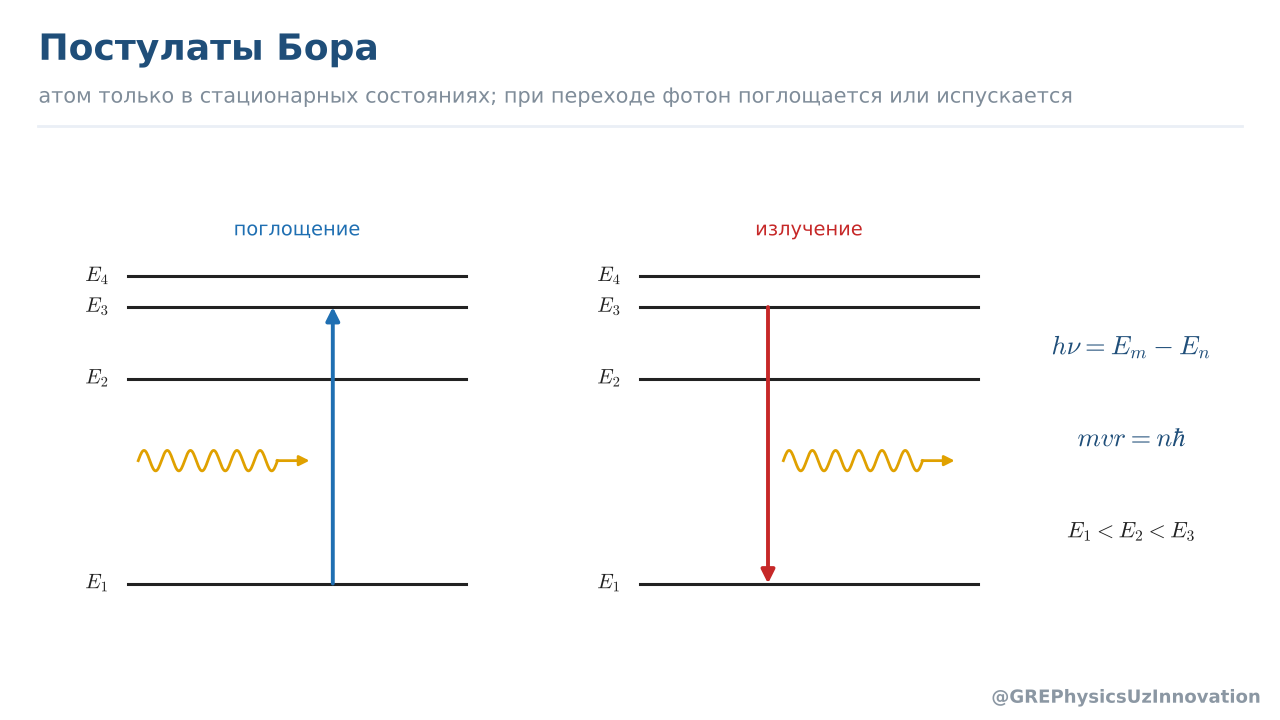 Постулаты Бора
атом только в стационарных состояниях; при переходе фотон поглощается или испускается
поглощение
E₄
E₃
E₂
E₁
излучение
E₄
E₃
E₂
E₁
hν = Eₘ − Eₙ
mvr = nħ
E₁ < E₂ < E₃
@GREPhysicsUzInnovation